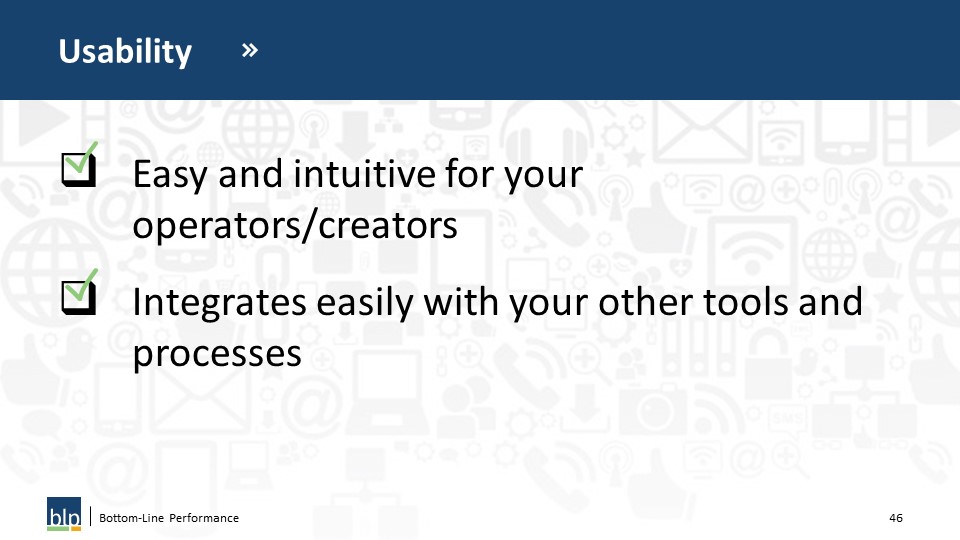 Usability »
Easy and intuitive for your
operators/creators
Integrates easily with your other tools and
processes
blp Bottom-Line Performance 46